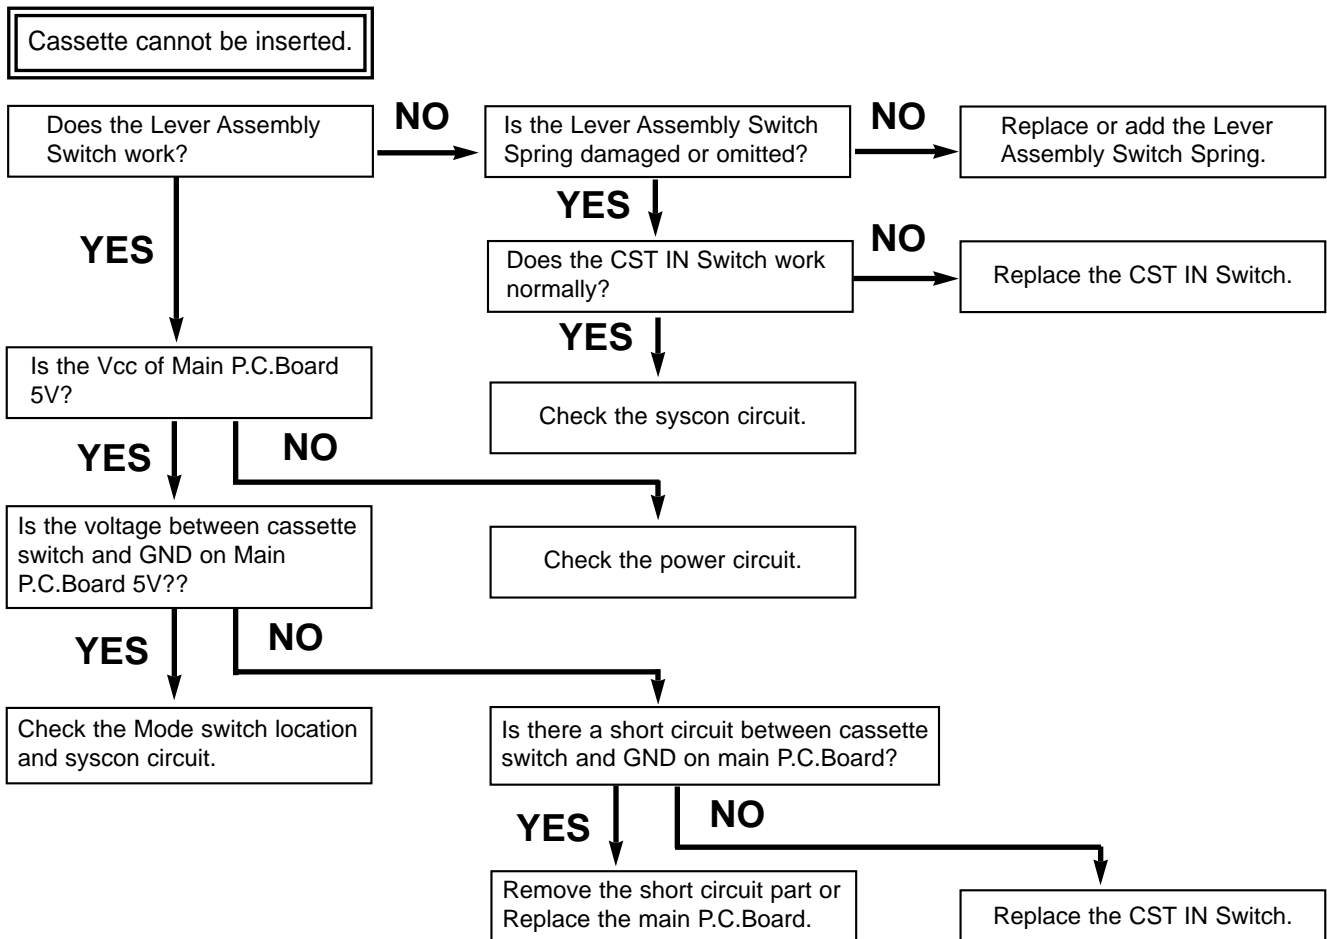 Cassette cannot be inserted.
Does the Lever Assembly
Switch work?
NO
Is the Lever Assembly Switch
Spring damaged or omitted?
NO
Replace or add the Lever
Assembly Switch Spring.
YES
YES
Does the CST IN Switch work
normally?
NO
Replace the CST IN Switch.
YES
Is the Vcc of Main P.C.Board
5V?
Check the syscon circuit.
YES
NO
Is the voltage between cassette
switch and GND on Main
P.C.Board 5V??
Check the power circuit.
YES
NO
Check the Mode switch location
and syscon circuit.
Is there a short circuit between cassette
switch and GND on main P.C.Board?
YES
NO
Remove the short circuit part or
Replace the main P.C.Board.
Replace the CST IN Switch.